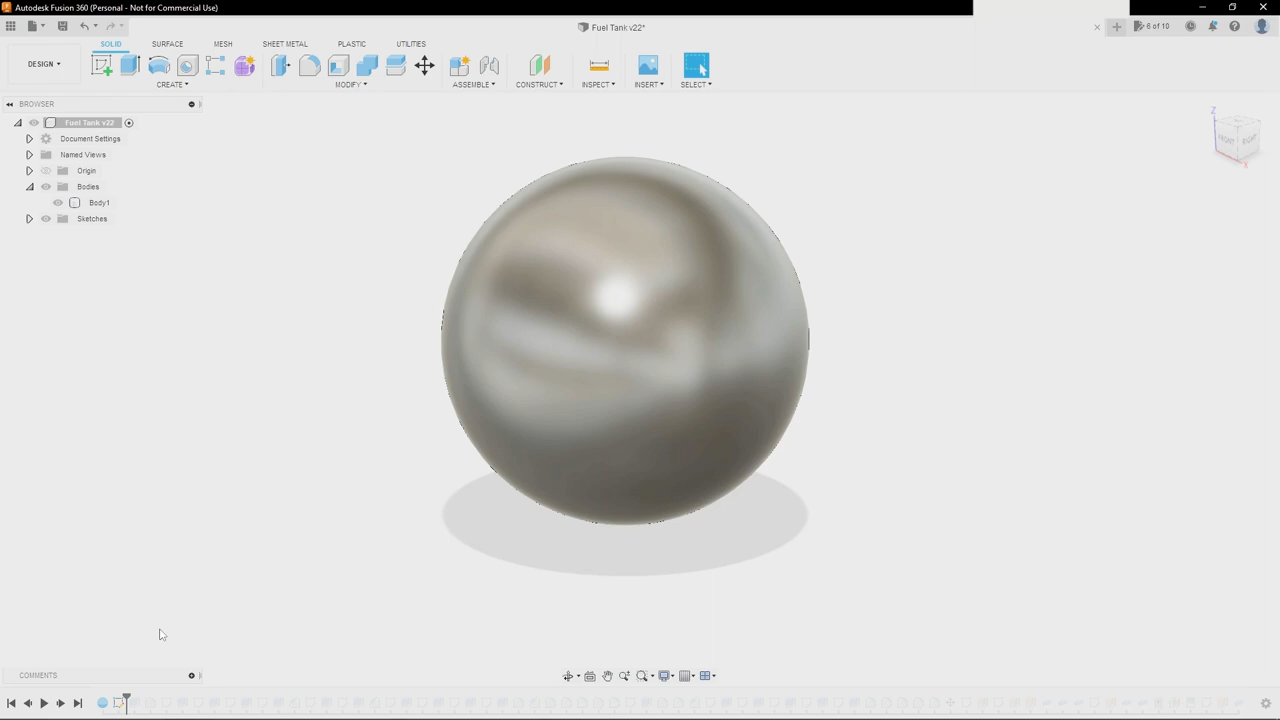 Autodesk Fusion 360 (Personal - Not for Commercial Use)
Fuel Tank v22*
6 of 10
SOLID SURFACE MESH SHEET METAL PLASTIC UTILITIES
DESIGN
CREATE MODIFY ASSEMBLE CONSTRUCT INSPECT INSERT SELECT
BROWSER
Fuel Tank v22
Document Settings
Named Views
Origin
Bodies
Body1
Sketches
Z
FRONT RIGHT
X
COMMENTS